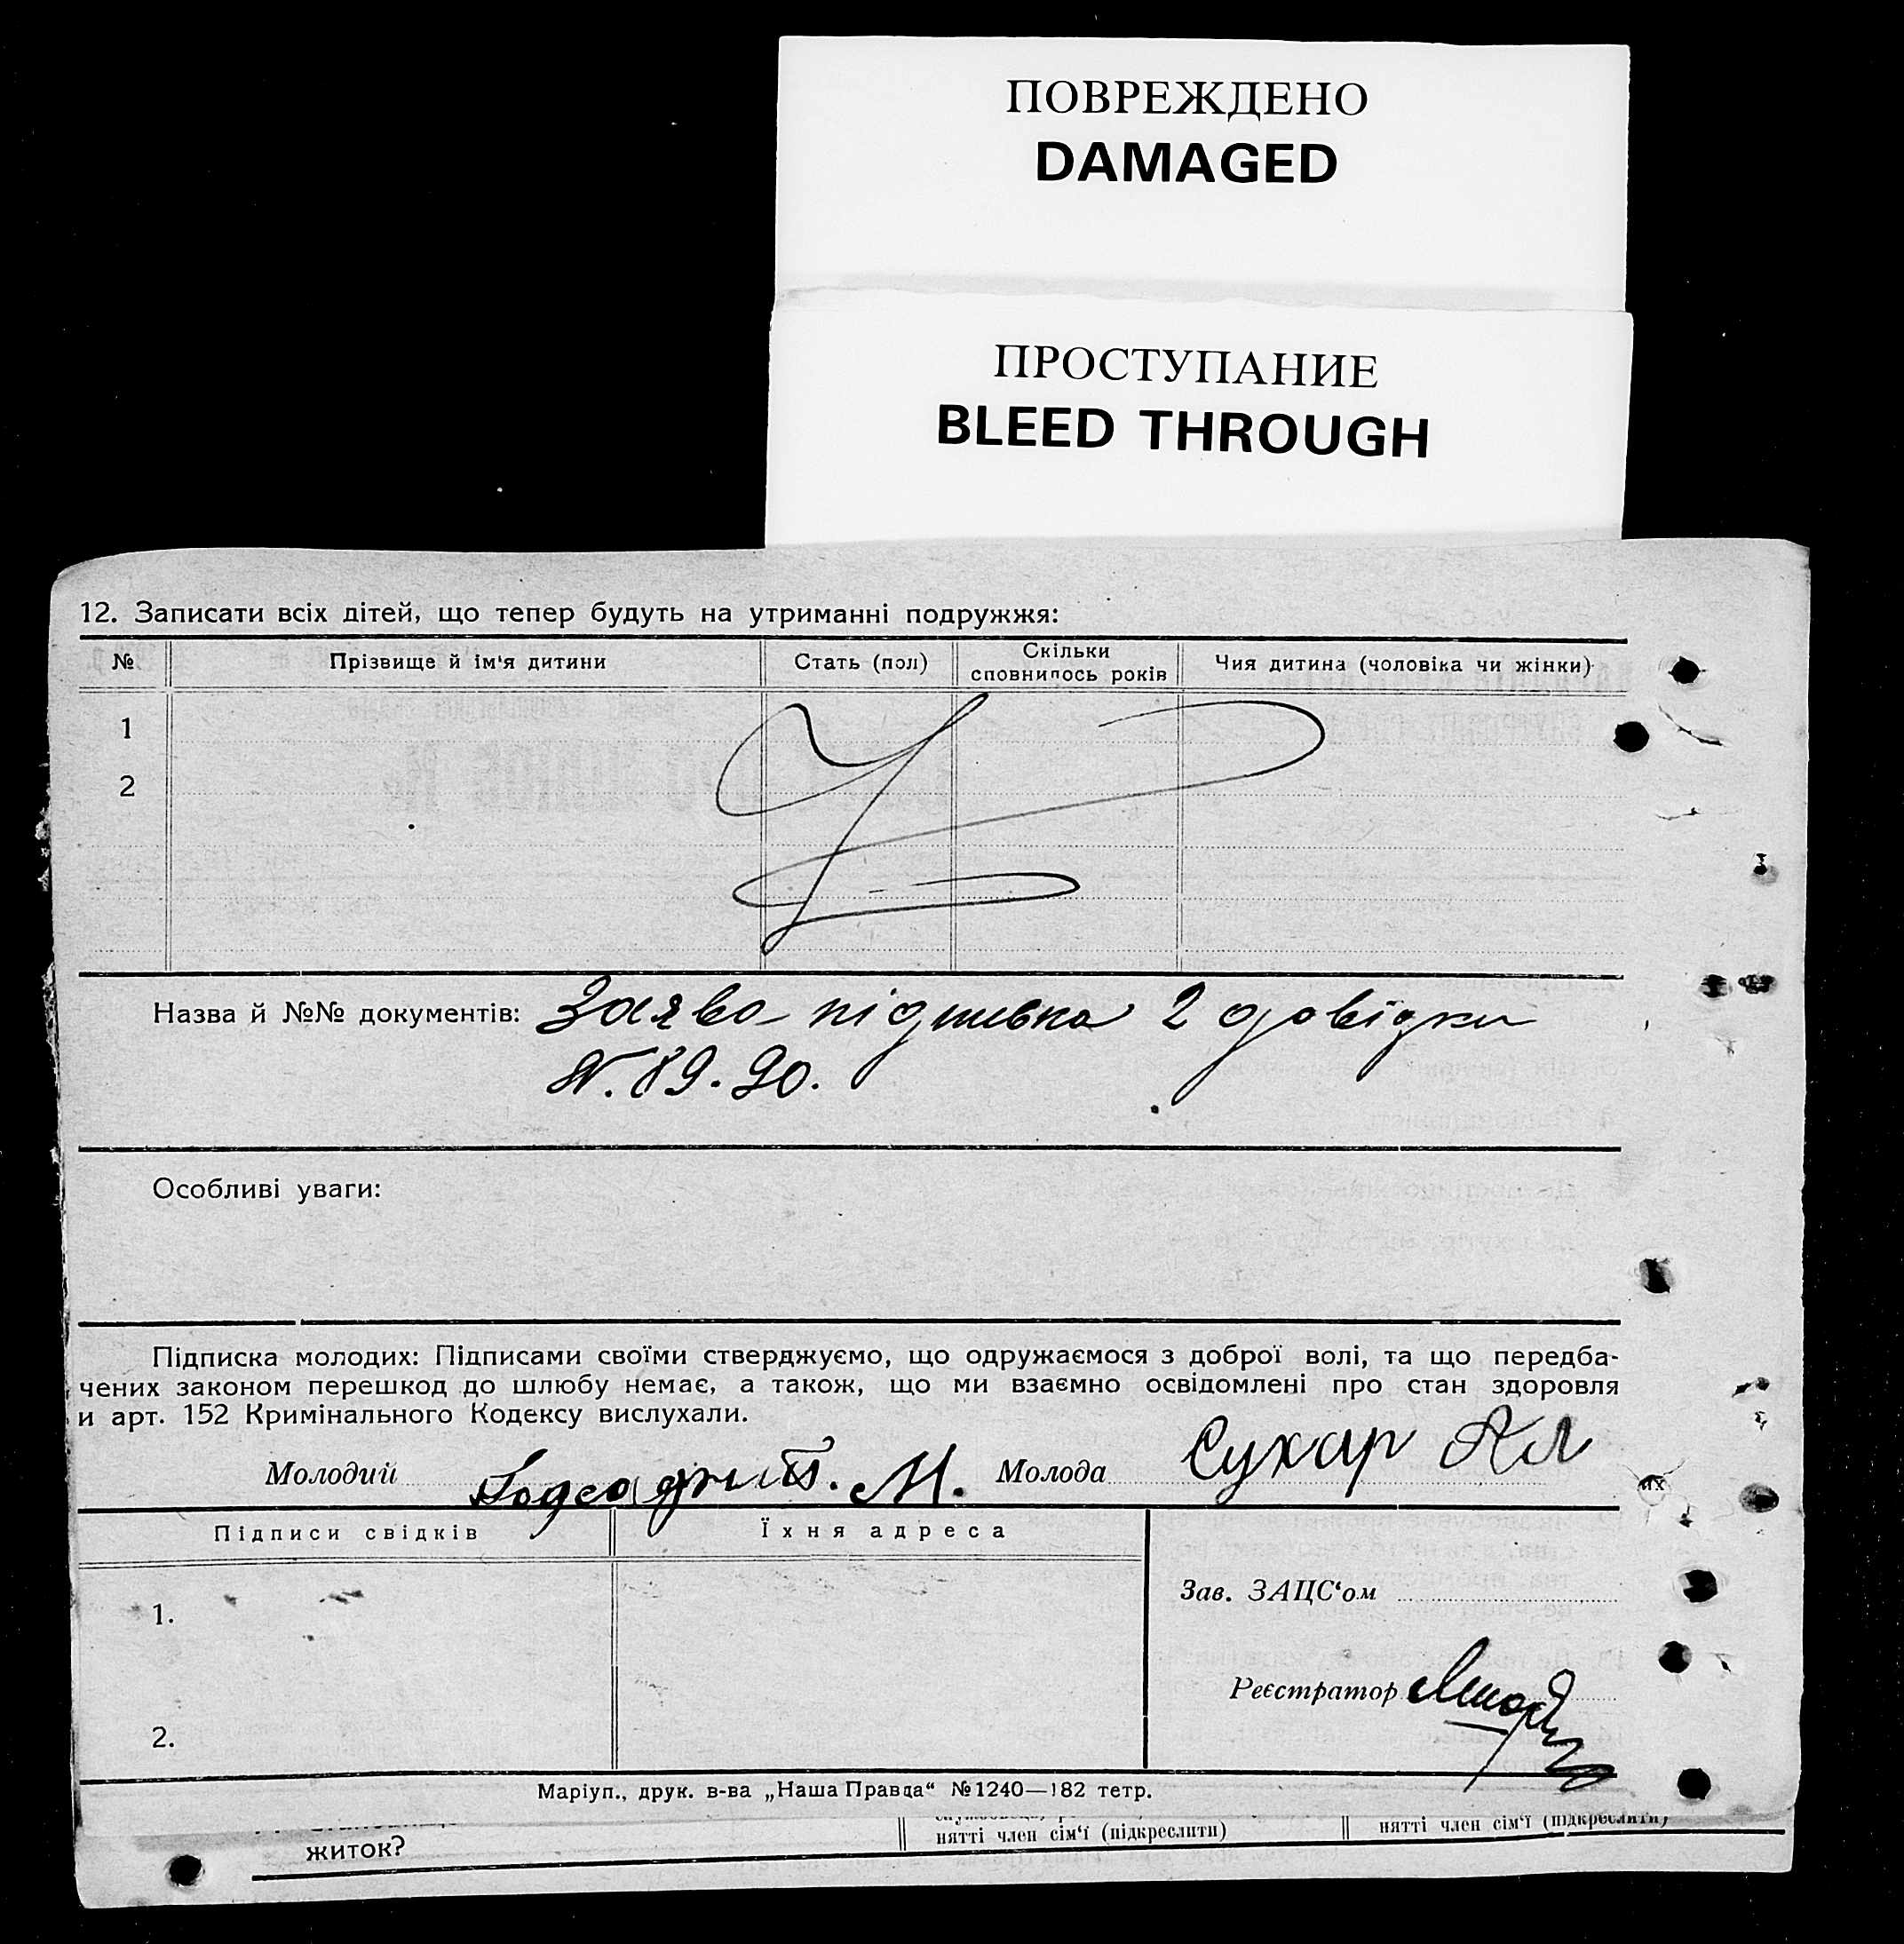 ПОВРЕЖДЕНО
DAMAGED
ПРОСТУПАНИЕ
BLEED THROUGH
12. Записати всіх дітей, що тепер будуть на утриманні подружжя:
№ Прізвище й ім'я дитини Стать (пол) Скільки сповнилось років Чия дитина (чоловіка чи жінки)
1
2
Назва й №№ документів: Заява підшивка 2 довідки
N. 89. 90.
Особливі уваги:
Підписка молодих: Підписами своїми стверджуємо, що одружаємося з доброї волі, та що передба-
чених законом перешкод до шлюбу немає, а також, що ми взаємно освідомлені про стан здоровля
и арт. 152 Кримінального Кодексу вислухали.
Молодий М. Молода Сухар Ал
Підписи свідків Їхня адреса
1.
Зав. ЗАЦС'ом
Реєстратор
2.
Маріуп., друк. в-ва „Наша Правда“ №1240—182 тетр.
житок? нятті член сім'ї (підкреслити) нятті член сім'ї (підкреслити)